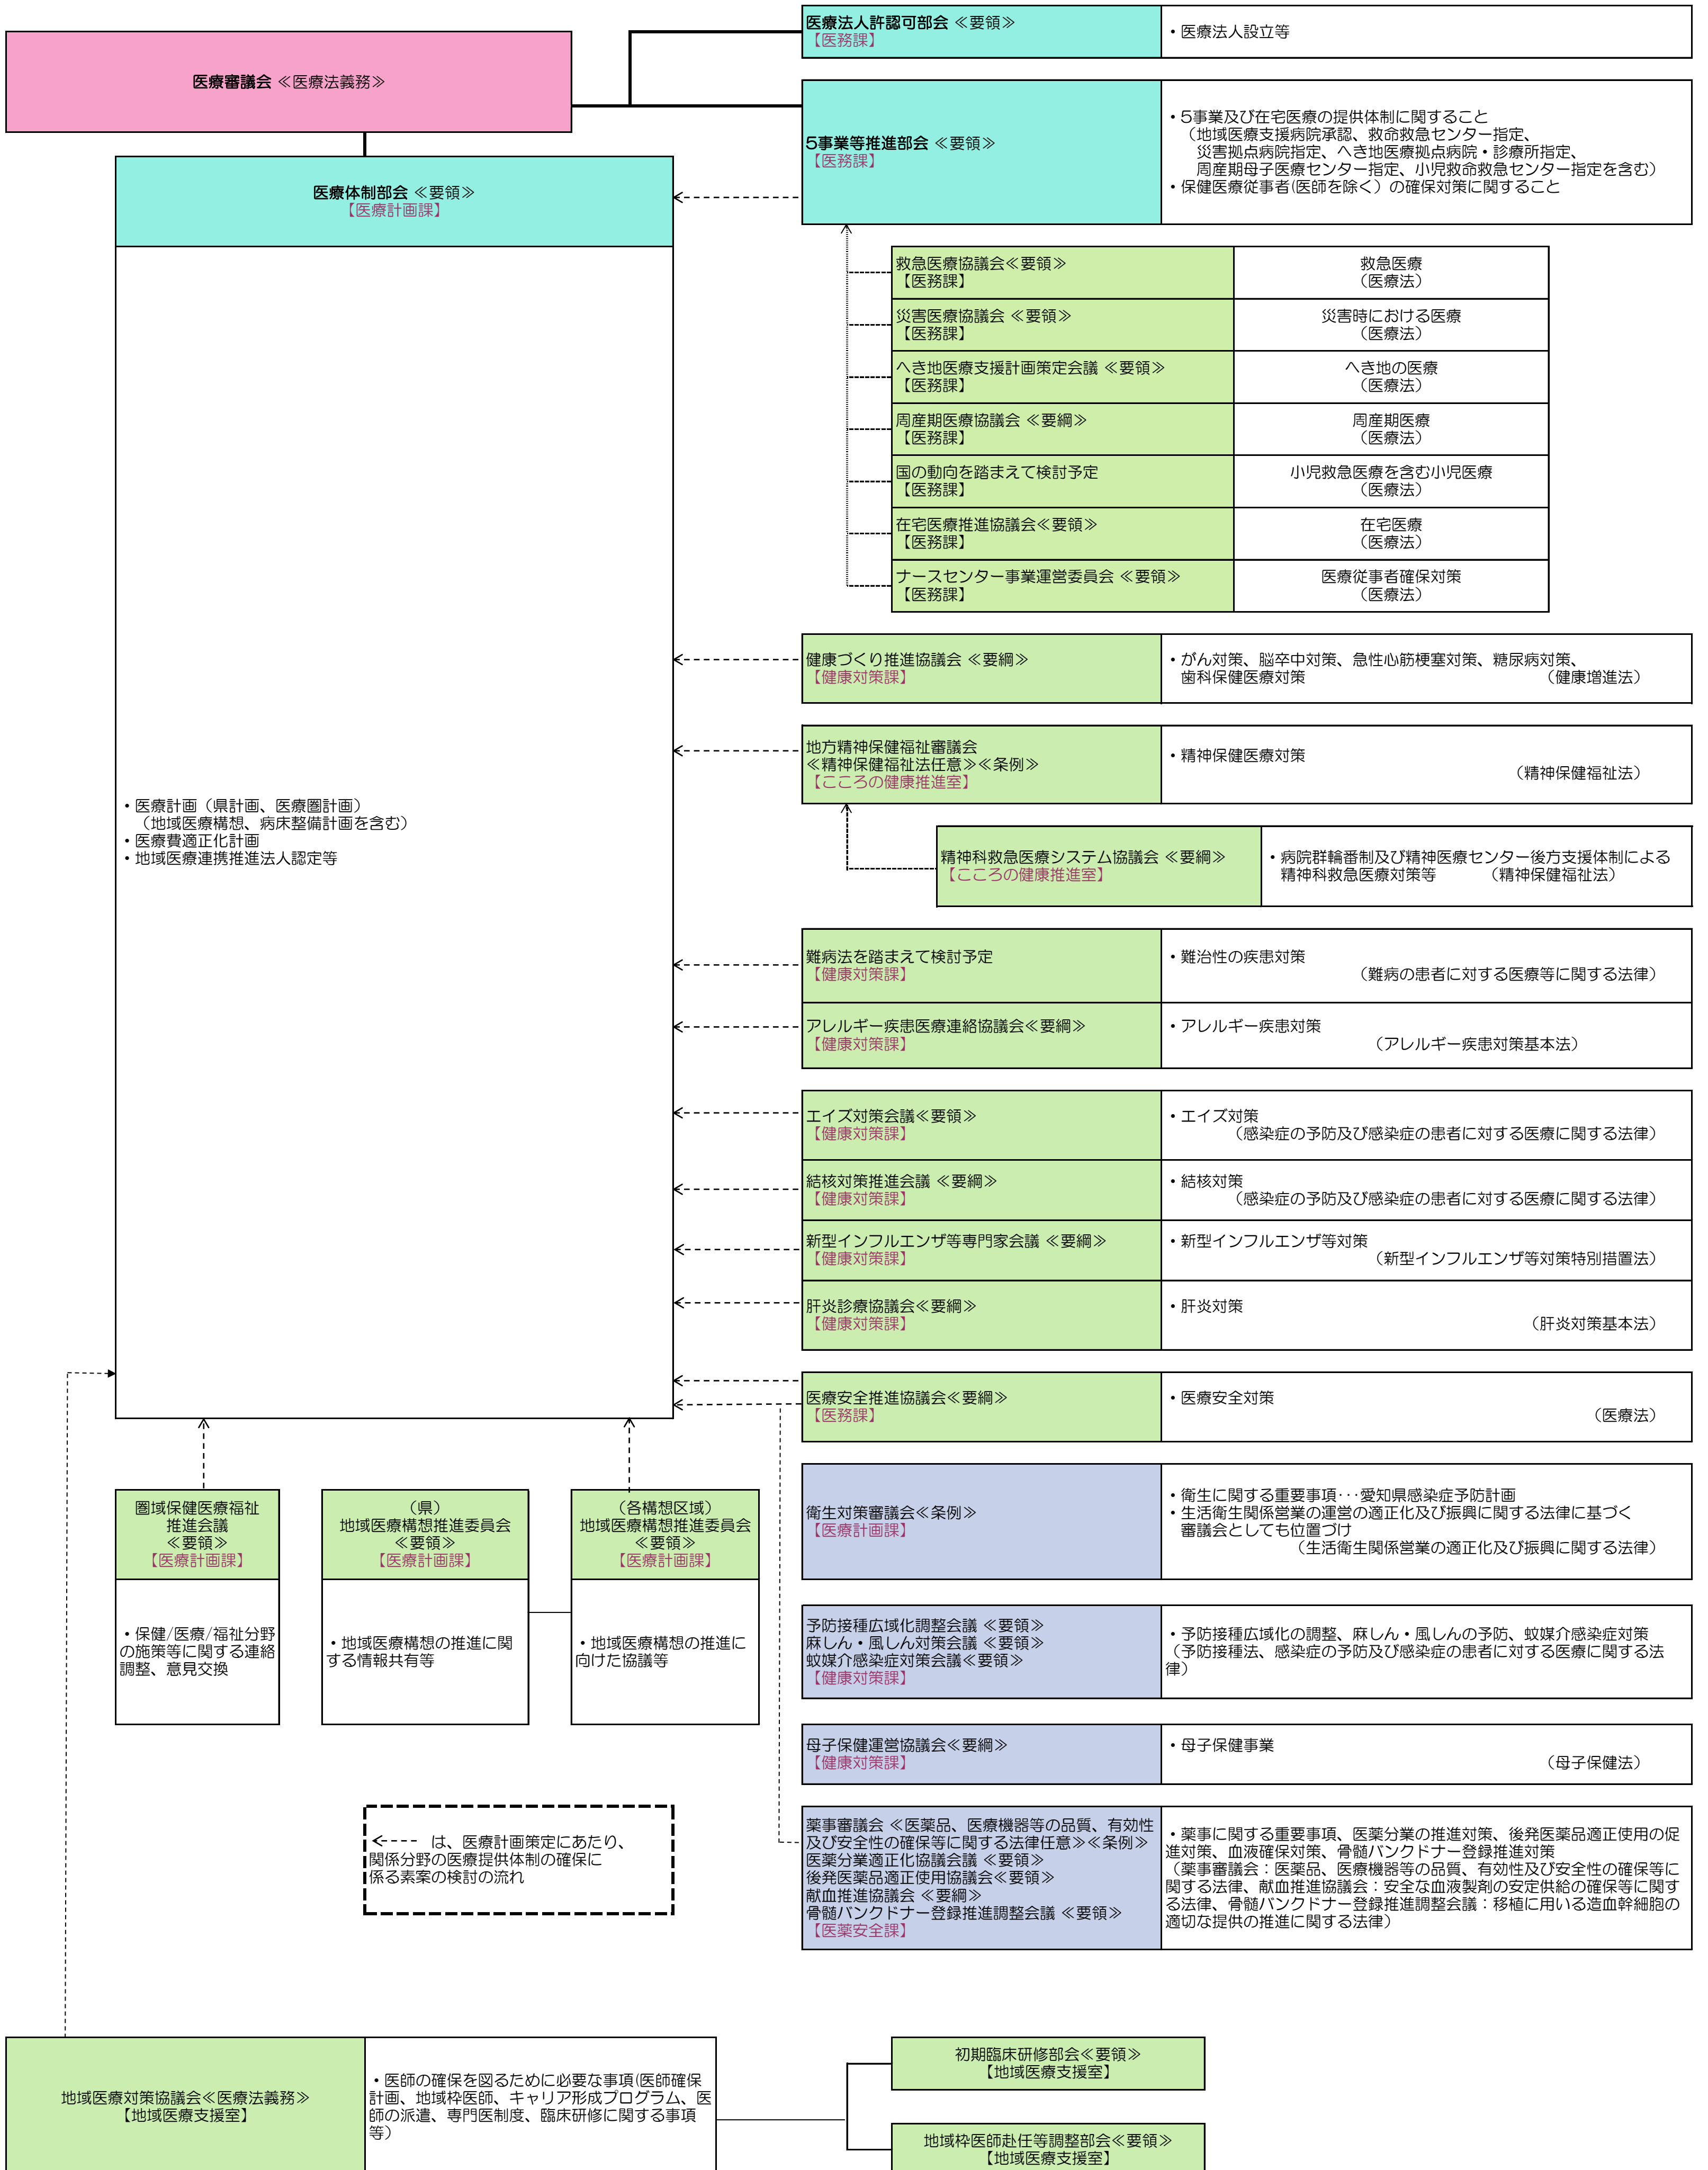 医療法人許認可部会 ≪要領≫
【医務課】
・医療法人設立等
医療審議会 ≪医療法義務≫
5事業等推進部会 ≪要領≫
【医務課】
・5事業及び在宅医療の提供体制に関すること
（地域医療支援病院承認、救命救急センター指定、
災害拠点病院指定、へき地医療拠点病院・診療所指定、
周産期母子医療センター指定、小児救命救急センター指定を含む）
・保健医療従事者(医師を除く）の確保対策に関すること
医療体制部会 ≪要領≫
【医療計画課】
・医療計画（県計画、医療圏計画）
（地域医療構想、病床整備計画を含む）
・医療費適正化計画
・地域医療連携推進法人認定等
救急医療協議会≪要領≫
【医務課】
救急医療
（医療法）
災害医療協議会 ≪要領≫
【医務課】
災害時における医療
（医療法）
へき地医療支援計画策定会議 ≪要領≫
【医務課】
へき地の医療
（医療法）
周産期医療協議会 ≪要綱≫
【医務課】
周産期医療
（医療法）
国の動向を踏まえて検討予定
【医務課】
小児救急医療を含む小児医療
（医療法）
在宅医療推進協議会≪要領≫
【医務課】
在宅医療
（医療法）
ナースセンター事業運営委員会 ≪要領≫
【医務課】
医療従事者確保対策
（医療法）
健康づくり推進協議会 ≪要綱≫
【健康対策課】
・がん対策、脳卒中対策、急性心筋梗塞対策、糖尿病対策、
歯科保健医療対策 （健康増進法）
地方精神保健福祉審議会
≪精神保健福祉法任意≫≪条例≫
【こころの健康推進室】
・精神保健医療対策
（精神保健福祉法）
精神科救急医療システム協議会 ≪要綱≫
【こころの健康推進室】
・病院群輪番制及び精神医療センター後方支援体制による
精神科救急医療対策等 （精神保健福祉法）
難病法を踏まえて検討予定
【健康対策課】
・難治性の疾患対策
（難病の患者に対する医療等に関する法律）
アレルギー疾患医療連絡協議会≪要綱≫
【健康対策課】
・アレルギー疾患対策
（アレルギー疾患対策基本法）
エイズ対策会議≪要領≫
【健康対策課】
・エイズ対策
（感染症の予防及び感染症の患者に対する医療に関する法律）
結核対策推進会議 ≪要綱≫
【健康対策課】
・結核対策
（感染症の予防及び感染症の患者に対する医療に関する法律）
新型インフルエンザ等専門家会議 ≪要綱≫
【健康対策課】
・新型インフルエンザ等対策
（新型インフルエンザ等対策特別措置法）
肝炎診療協議会≪要綱≫
【健康対策課】
・肝炎対策
（肝炎対策基本法）
医療安全推進協議会≪要綱≫
【医務課】
・医療安全対策
（医療法）
圏域保健医療福祉
推進会議
≪要領≫
【医療計画課】
・保健/医療/福祉分野
の施策等に関する連絡
調整、意見交換
（県）
地域医療構想推進委員会
≪要領≫
【医療計画課】
・地域医療構想の推進に関
する情報共有等
（各構想区域）
地域医療構想推進委員会
≪要領≫
【医療計画課】
・地域医療構想の推進に
向けた協議等
衛生対策審議会≪条例≫
【医療計画課】
・衛生に関する重要事項･･･愛知県感染症予防計画
・生活衛生関係営業の運営の適正化及び振興に関する法律に基づく
審議会としても位置づけ
（生活衛生関係営業の適正化及び振興に関する法律）
予防接種広域化調整会議 ≪要領≫
麻しん・風しん対策会議 ≪要領≫
蚊媒介感染症対策会議≪要領≫
【健康対策課】
・予防接種広域化の調整、麻しん・風しんの予防、蚊媒介感染症対策
（予防接種法、感染症の予防及び感染症の患者に対する医療に関する法
律）
母子保健運営協議会≪要綱≫
【健康対策課】
・母子保健事業
（母子保健法）
は、医療計画策定にあたり、
関係分野の医療提供体制の確保に
係る素案の検討の流れ
薬事審議会 ≪医薬品、医療機器等の品質、有効性
及び安全性の確保等に関する法律任意≫≪条例≫
医薬分業適正化協議会議 ≪要領≫
後発医薬品適正使用協議会≪要領≫
献血推進協議会 ≪要綱≫
骨髄バンクドナー登録推進調整会議 ≪要領≫
【医薬安全課】
・薬事に関する重要事項、医薬分業の推進対策、後発医薬品適正使用の促
進対策、血液確保対策、骨髄バンクドナー登録推進対策
（薬事審議会：医薬品、医療機器等の品質、有効性及び安全性の確保等に
関する法律、献血推進協議会：安全な血液製剤の安定供給の確保等に関す
る法律、骨髄バンクドナー登録推進調整会議：移植に用いる造血幹細胞の
適切な提供の推進に関する法律）
地域医療対策協議会≪医療法義務≫
【地域医療支援室】
・医師の確保を図るために必要な事項(医師確保
計画、地域枠医師、キャリア形成プログラム、医
師の派遣、専門医制度、臨床研修に関する事項
等）
初期臨床研修部会≪要領≫
【地域医療支援室】
地域枠医師赴任等調整部会≪要領≫
【地域医療支援室】